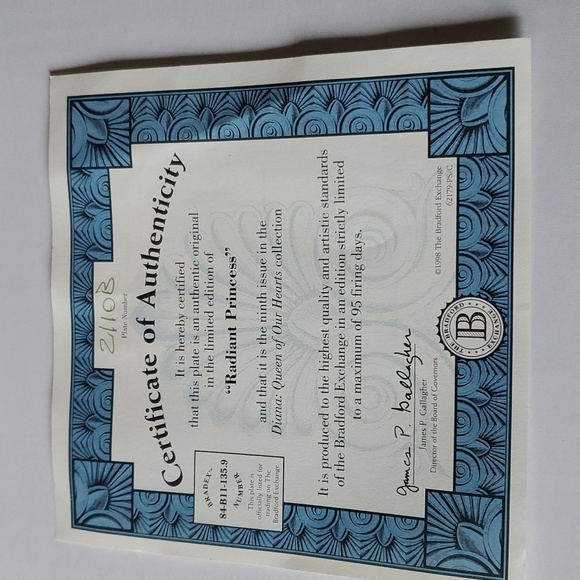 2110B
Plate Number
Certificate of Authenticity
BRADEX
84-B11-135.9
NUMBER
This plate is
officially listed for
trading on The
Bradford Exchange
It is hereby certified
that this plate is an authentic original
in the limited edition of
“Radiant Princess”
and that it is the ninth issue in the
Diana: Queen of Our Hearts collection
It is produced to the highest quality and artistic standards
of the Bradford Exchange in an edition strictly limited
to a maximum of 95 firing days.
James P. Gallagher
James P. Gallagher
Director of the Board of Governors
THE BRADFORD
B
EXCHANGE
©1998 The Bradford Exchange
62179-PS/C